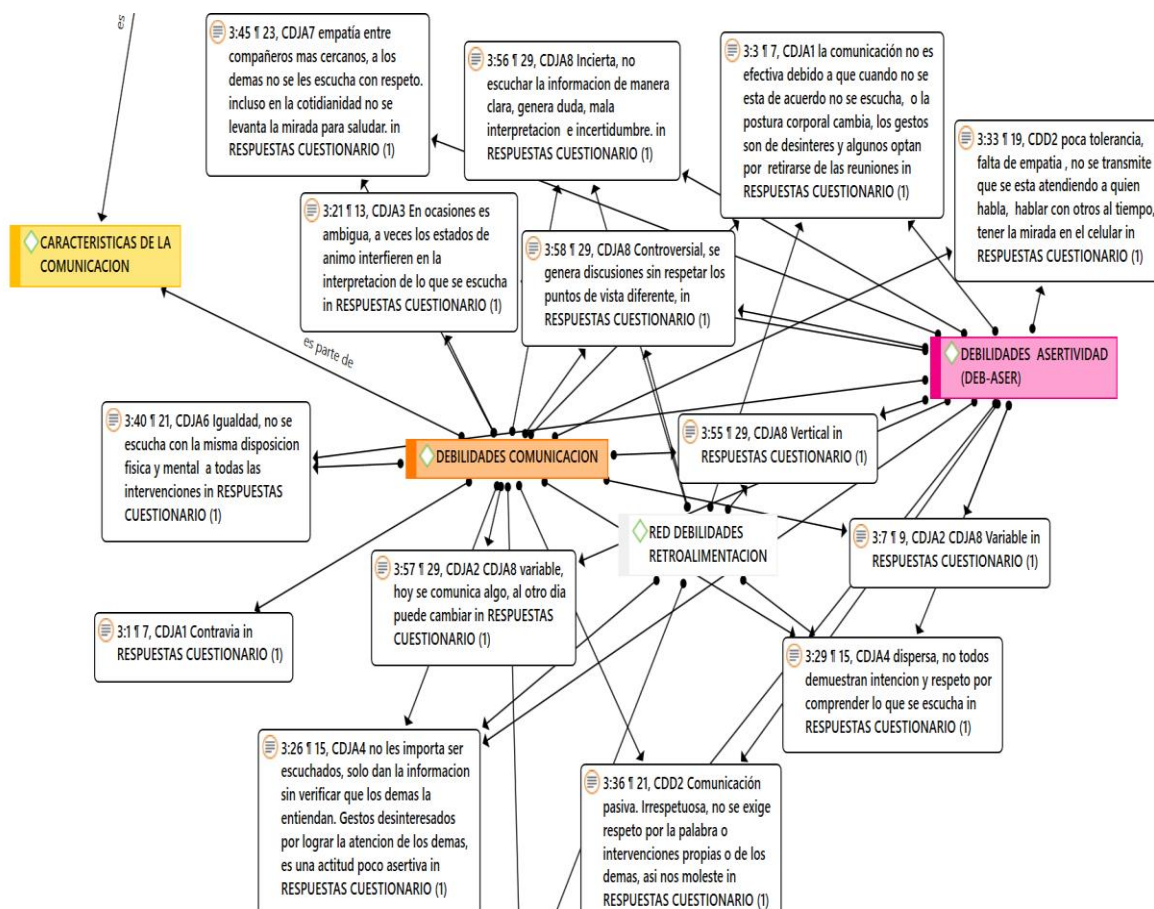 es
3:45 ¶ 23, CDJA7 empatía entre
compañeros mas cercanos, a los
demas no se les escucha con respeto.
incluso en la cotidianidad no se
levanta la mirada para saludar. in
RESPUESTAS CUESTIONARIO (1)
3:56 ¶ 29, CDJA8 Incierta, no
escuchar la informacion de manera
clara, genera duda, mala
interpretacion e incertidumbre. in
RESPUESTAS CUESTIONARIO (1)
3:3 ¶ 7, CDJA1 la comunicación no es
efectiva debido a que cuando no se
esta de acuerdo no se escucha, o la
postura corporal cambia, los gestos
son de desinteres y algunos optan
por retirarse de las reuniones in
RESPUESTAS CUESTIONARIO (1)
3:33 ¶ 19, CDD2 poca tolerancia,
falta de empatia , no se transmite
que se esta atendiendo a quien
habla, hablar con otros al tiempo,
tener la mirada en el celular in
RESPUESTAS CUESTIONARIO (1)
CARACTERISTICAS DE LA
COMUNICACION
3:21 ¶ 13, CDJA3 En ocasiones es
ambigua, a veces los estados de
animo interfieren en la
interpretacion de lo que se escucha
in RESPUESTAS CUESTIONARIO (1)
3:58 ¶ 29, CDJA8 Controversial, se
genera discusiones sin respetar los
puntos de vista diferente, in
RESPUESTAS CUESTIONARIO (1)
es parte de
DEBILIDADES ASERTIVIDAD
(DEB-ASER)
3:40 ¶ 21, CDJA6 Igualdad, no se
escucha con la misma disposicion
fisica y mental a todas las
intervenciones in RESPUESTAS
CUESTIONARIO (1)
DEBILIDADES COMUNICACION
3:55 ¶ 29, CDJA8 Vertical in
RESPUESTAS CUESTIONARIO (1)
RED DEBILIDADES
RETROALIMENTACION
3:7 ¶ 9, CDJA2 CDJA8 Variable in
RESPUESTAS CUESTIONARIO (1)
3:57 ¶ 29, CDJA2 CDJA8 variable,
hoy se comunica algo, al otro dia
puede cambiar in RESPUESTAS
CUESTIONARIO (1)
3:1 ¶ 7, CDJA1 Contravia in
RESPUESTAS CUESTIONARIO (1)
3:29 ¶ 15, CDJA4 dispersa, no todos
demuestran intencion y respeto por
comprender lo que se escucha in
RESPUESTAS CUESTIONARIO (1)
3:26 ¶ 15, CDJA4 no les importa ser
escuchados, solo dan la informacion
sin verificar que los demas la
entiendan. Gestos desinteresados
por lograr la atencion de los demas,
es una actitud poco asertiva in
RESPUESTAS CUESTIONARIO (1)
3:36 ¶ 21, CDD2 Comunicación
pasiva. Irrespetuosa, no se exige
respeto por la palabra o
intervenciones propias o de los
demas, asi nos moleste in
RESPUESTAS CUESTIONARIO (1)